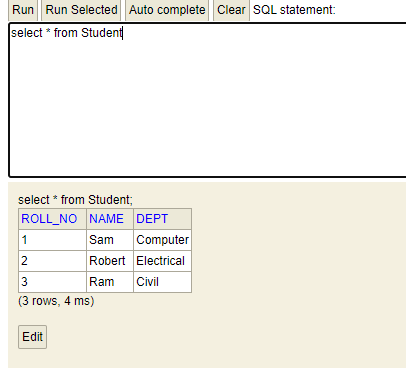 Run Run Selected Auto complete Clear SQL statement:
select * from Student
select * from Student;
ROLL_NO NAME DEPT
1 Sam Computer
2 Robert Electrical
3 Ram Civil
(3 rows, 4 ms)
Edit